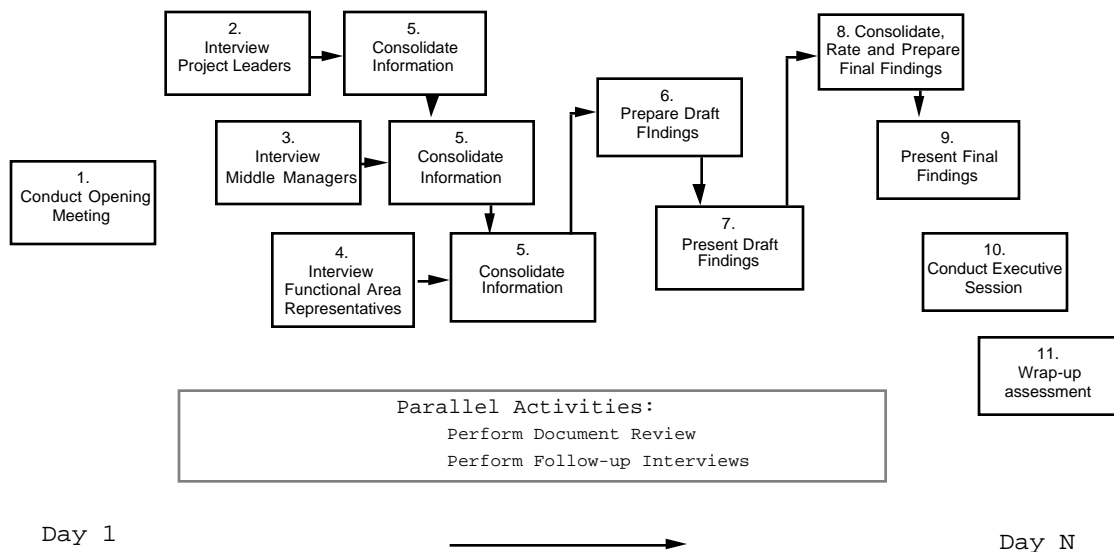 2.
Interview
Project Leaders
5.
Consolidate
Information
8. Consolidate,
Rate and Prepare
Final Findings
3.
Interview
Middle Managers
5.
Consolidate
Information
6.
Prepare Draft
FIndings
9.
Present Final
Findings
1.
Conduct Opening
Meeting
4.
Interview
Functional Area
Representatives
5.
Consolidate
Information
7.
Present Draft
Findings
10.
Conduct Executive
Session
11.
Wrap-up
assessment
Parallel Activities:
Perform Document Review
Perform Follow-up Interviews
Day 1
Day N